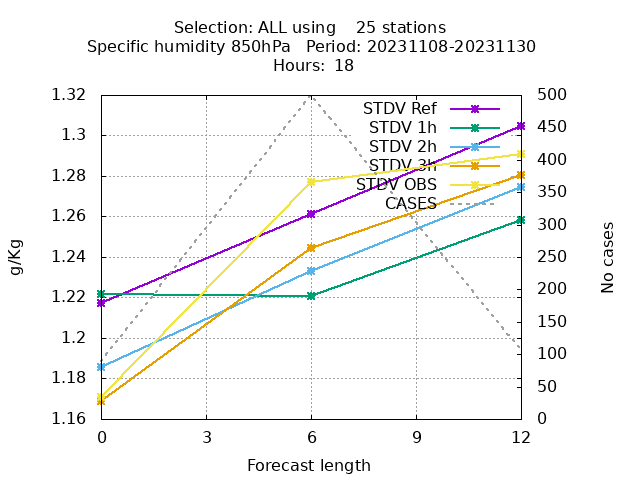 Selection: ALL using    25 stations
Specific humidity 850hPa   Period: 20231108-20231130
Hours: 18
g/Kg
1.32
1.3
1.28
1.26
1.24
1.22
1.2
1.18
1.16
STDV Ref
STDV 1h
STDV 2h
STDV 3h
STDV OBS
CASES
500
450
400
350
300
250
200
150
100
50
0
No cases
0 3 6 9 12
Forecast length